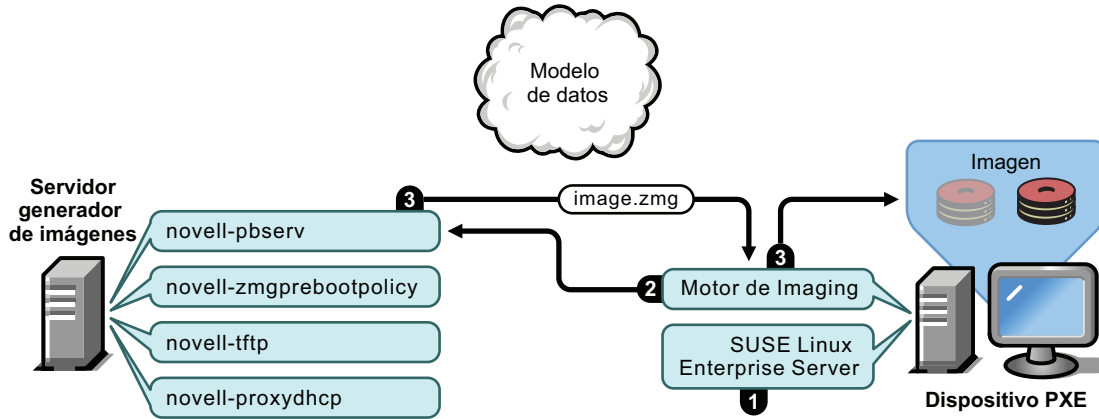 Modelo
de datos
Imagen
Servidor
generador
de imágenes
3
image.zmg
novell-pbserv
3
2
Motor de Imaging
novell-zmgprebootpolicy
novell-tftp
SUSE Linux
Enterprise Server
novell-proxydhcp
1
Dispositivo PXE